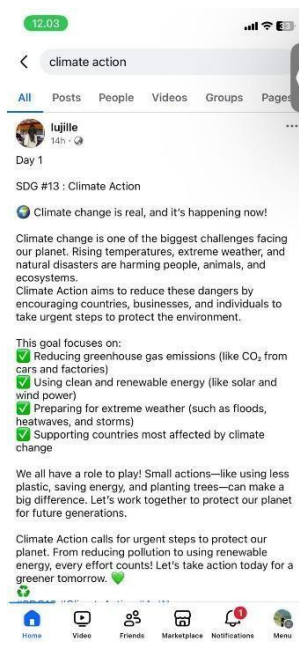 12.03
climate action
All Posts People Videos Groups Pages
lujille
14h
Day 1
SDG #13 : Climate Action
🌍 Climate change is real, and it's happening now!
Climate change is one of the biggest challenges facing
our planet. Rising temperatures, extreme weather, and
natural disasters are harming people, animals, and
ecosystems.
Climate Action aims to reduce these dangers by
encouraging countries, businesses, and individuals to
take urgent steps to protect the environment.
This goal focuses on:
✅ Reducing greenhouse gas emissions (like CO₂ from
cars and factories)
✅ Using clean and renewable energy (like solar and
wind power)
✅ Preparing for extreme weather (such as floods,
heatwaves, and storms)
✅ Supporting countries most affected by climate
change
We all have a role to play! Small actions—like using less
plastic, saving energy, and planting trees—can make a
big difference. Let's work together to protect our planet
for future generations.
Climate Action calls for urgent steps to protect our
planet. From reducing pollution to using renewable
energy, every effort counts! Let's take action today for a
greener tomorrow. 💚
♻️
1
Home Video Friends Marketplace Notifications Menu